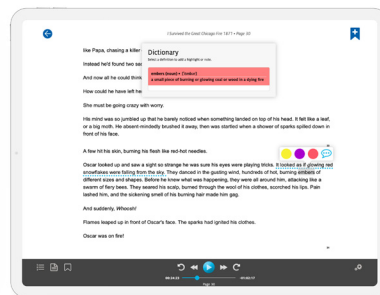 I Survived the Great Chicago Fire 1871 • Page 30
like Papa, chasing a killer
Dictionary
Select a definition to add a highlight or note.
Instead he'd found two sac
embers (noun) •
a small piece of burning or glowing coal or wood in a dying fire
And now all he could think
How could he have left he
She must be going crazy with worry.
His mind was so jumbled up that he barely noticed when something landed on top of his head. It felt like a leaf,
or a big moth. He absent-mindedly brushed it away, then was startled when a shower of sparks spilled down in
front of his face.
A few hit his skin, burning his flesh like red-hot needles.
Oscar looked up and saw a sight so strange he was sure his eyes were playing tricks. It looked as if glowing red
snowflakes were falling from the sky. They danced in the gusting wind, hundreds of hot, burning embers of
different sizes and shapes. Before he knew what was happening, they were all around him, attacking like a
swarm of fiery bees. They seared his scalp, burned through the wool of his clothes, scorched his lips. Pain
lashed him, and the sickening smell of his burning hair made him gag.
And suddenly, Whoosh!
Flames leaped up in front of Oscar's face. The sparks had ignited his clothes.
Oscar was on fire!
00:24:23
Page 30